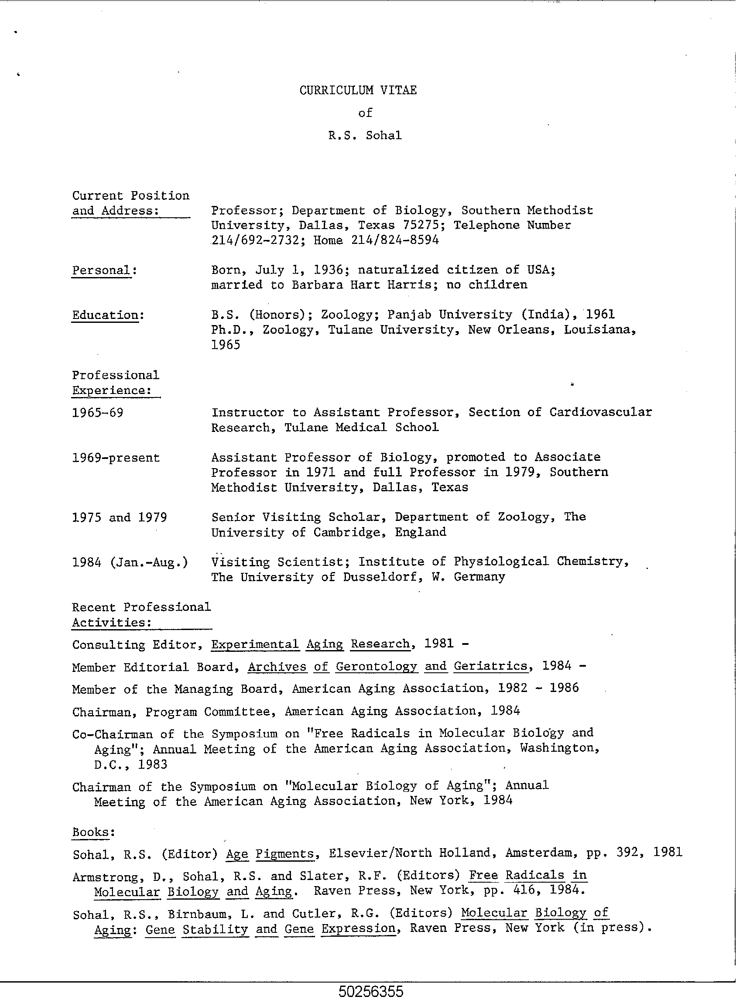 CURRICULUM VITAE
of
R.S. Sohal
Current Position
and Address: Professor; Department of Biology, Southern Methodist
University, Dallas, Texas 75275; Telephone Number
214/692-2732; Home 214/824-8594
Personal: Born, July 1, 1936; naturalized citizen of USA;
married to Barbara Hart Harris; no children
Education: B.S. (Honors); Zoology; Panjab University (India), 1961
Ph.D., Zoology, Tulane University, New Orleans, Louisiana,
1965
Professional
Experience:
1965-69 Instructor to Assistant Professor, Section of Cardiovascular
Research, Tulane Medical School
1969-present Assistant Professor of Biology, promoted to Associate
Professor in 1971 and full Professor in 1979, Southern
Methodist University, Dallas, Texas
1975 and 1979 Senior Visiting Scholar, Department of Zoology, The
University of Cambridge, England
1984 (Jan.-Aug.) Visiting Scientist; Institute of Physiological Chemistry,
The University of Dusseldorf, W. Germany
Recent Professional
Activities:
Consulting Editor, Experimental Aging Research, 1981 -
Member Editorial Board, Archives of Gerontology and Geriatrics, 1984 -
Member of the Managing Board, American Aging Association, 1982 - 1986
Chairman, Program Committee, American Aging Association, 1984
Co-Chairman of the Symposium on "Free Radicals in Molecular Biology and
Aging"; Annual Meeting of the American Aging Association, Washington,
D.C., 1983
Chairman of the Symposium on "Molecular Biology of Aging"; Annual
Meeting of the American Aging Association, New York, 1984
Books:
Sohal, R.S. (Editor) Age Pigments, Elsevier/North Holland, Amsterdam, pp. 392, 1981
Armstrong, D., Sohal, R.S. and Slater, R.F. (Editors) Free Radicals in
Molecular Biology and Aging. Raven Press, New York, pp. 416, 1984.
Sohal, R.S., Birnbaum, L. and Cutler, R.G. (Editors) Molecular Biology of
Aging: Gene Stability and Gene Expression, Raven Press, New York (in press).
50256355